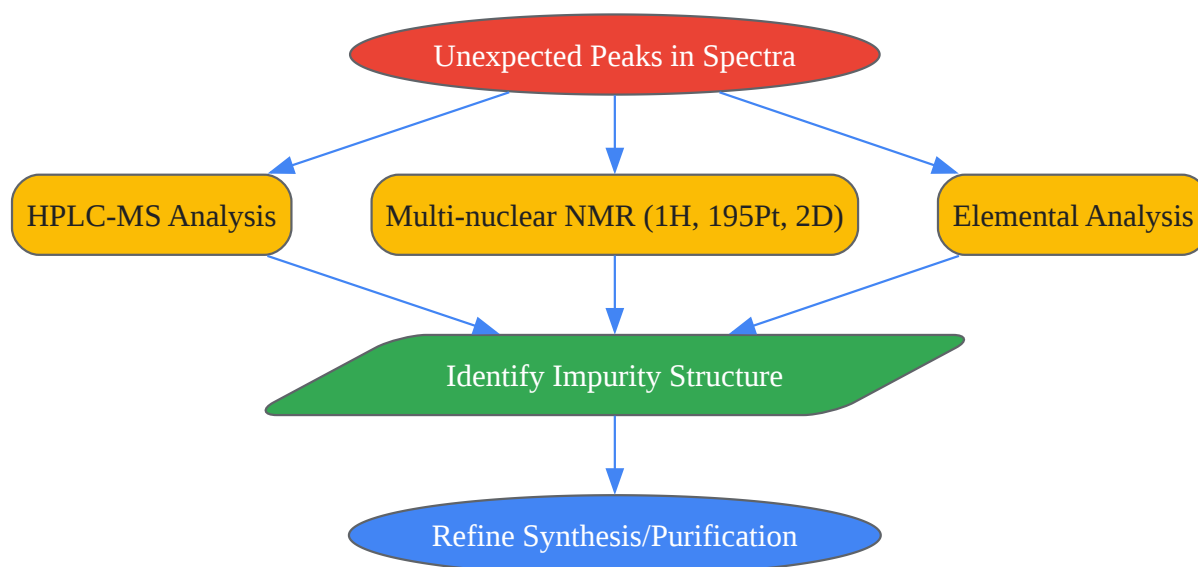 Unexpected Peaks in Spectra
HPLC-MS Analysis
Multi-nuclear NMR (1H, 195Pt, 2D)
Elemental Analysis
Identify Impurity Structure
Refine Synthesis/Purification